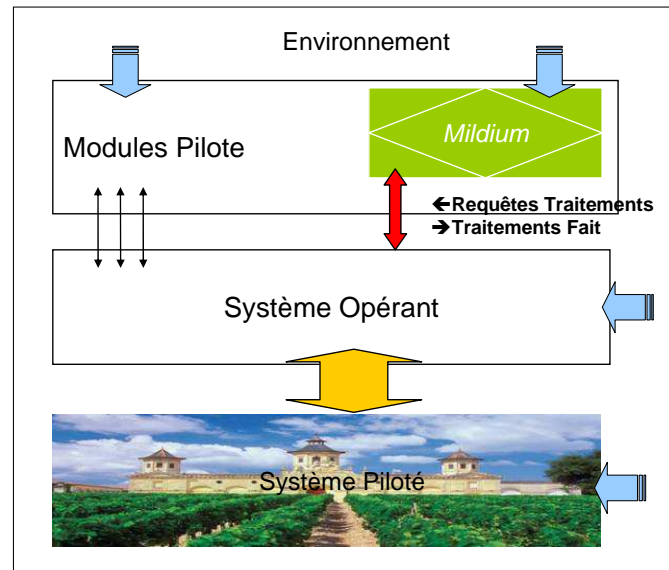 Environnement
Mildium
Modules Pilote
←Requêtes Traitements
→Traitements Fait
Système Opérant
Système Piloté